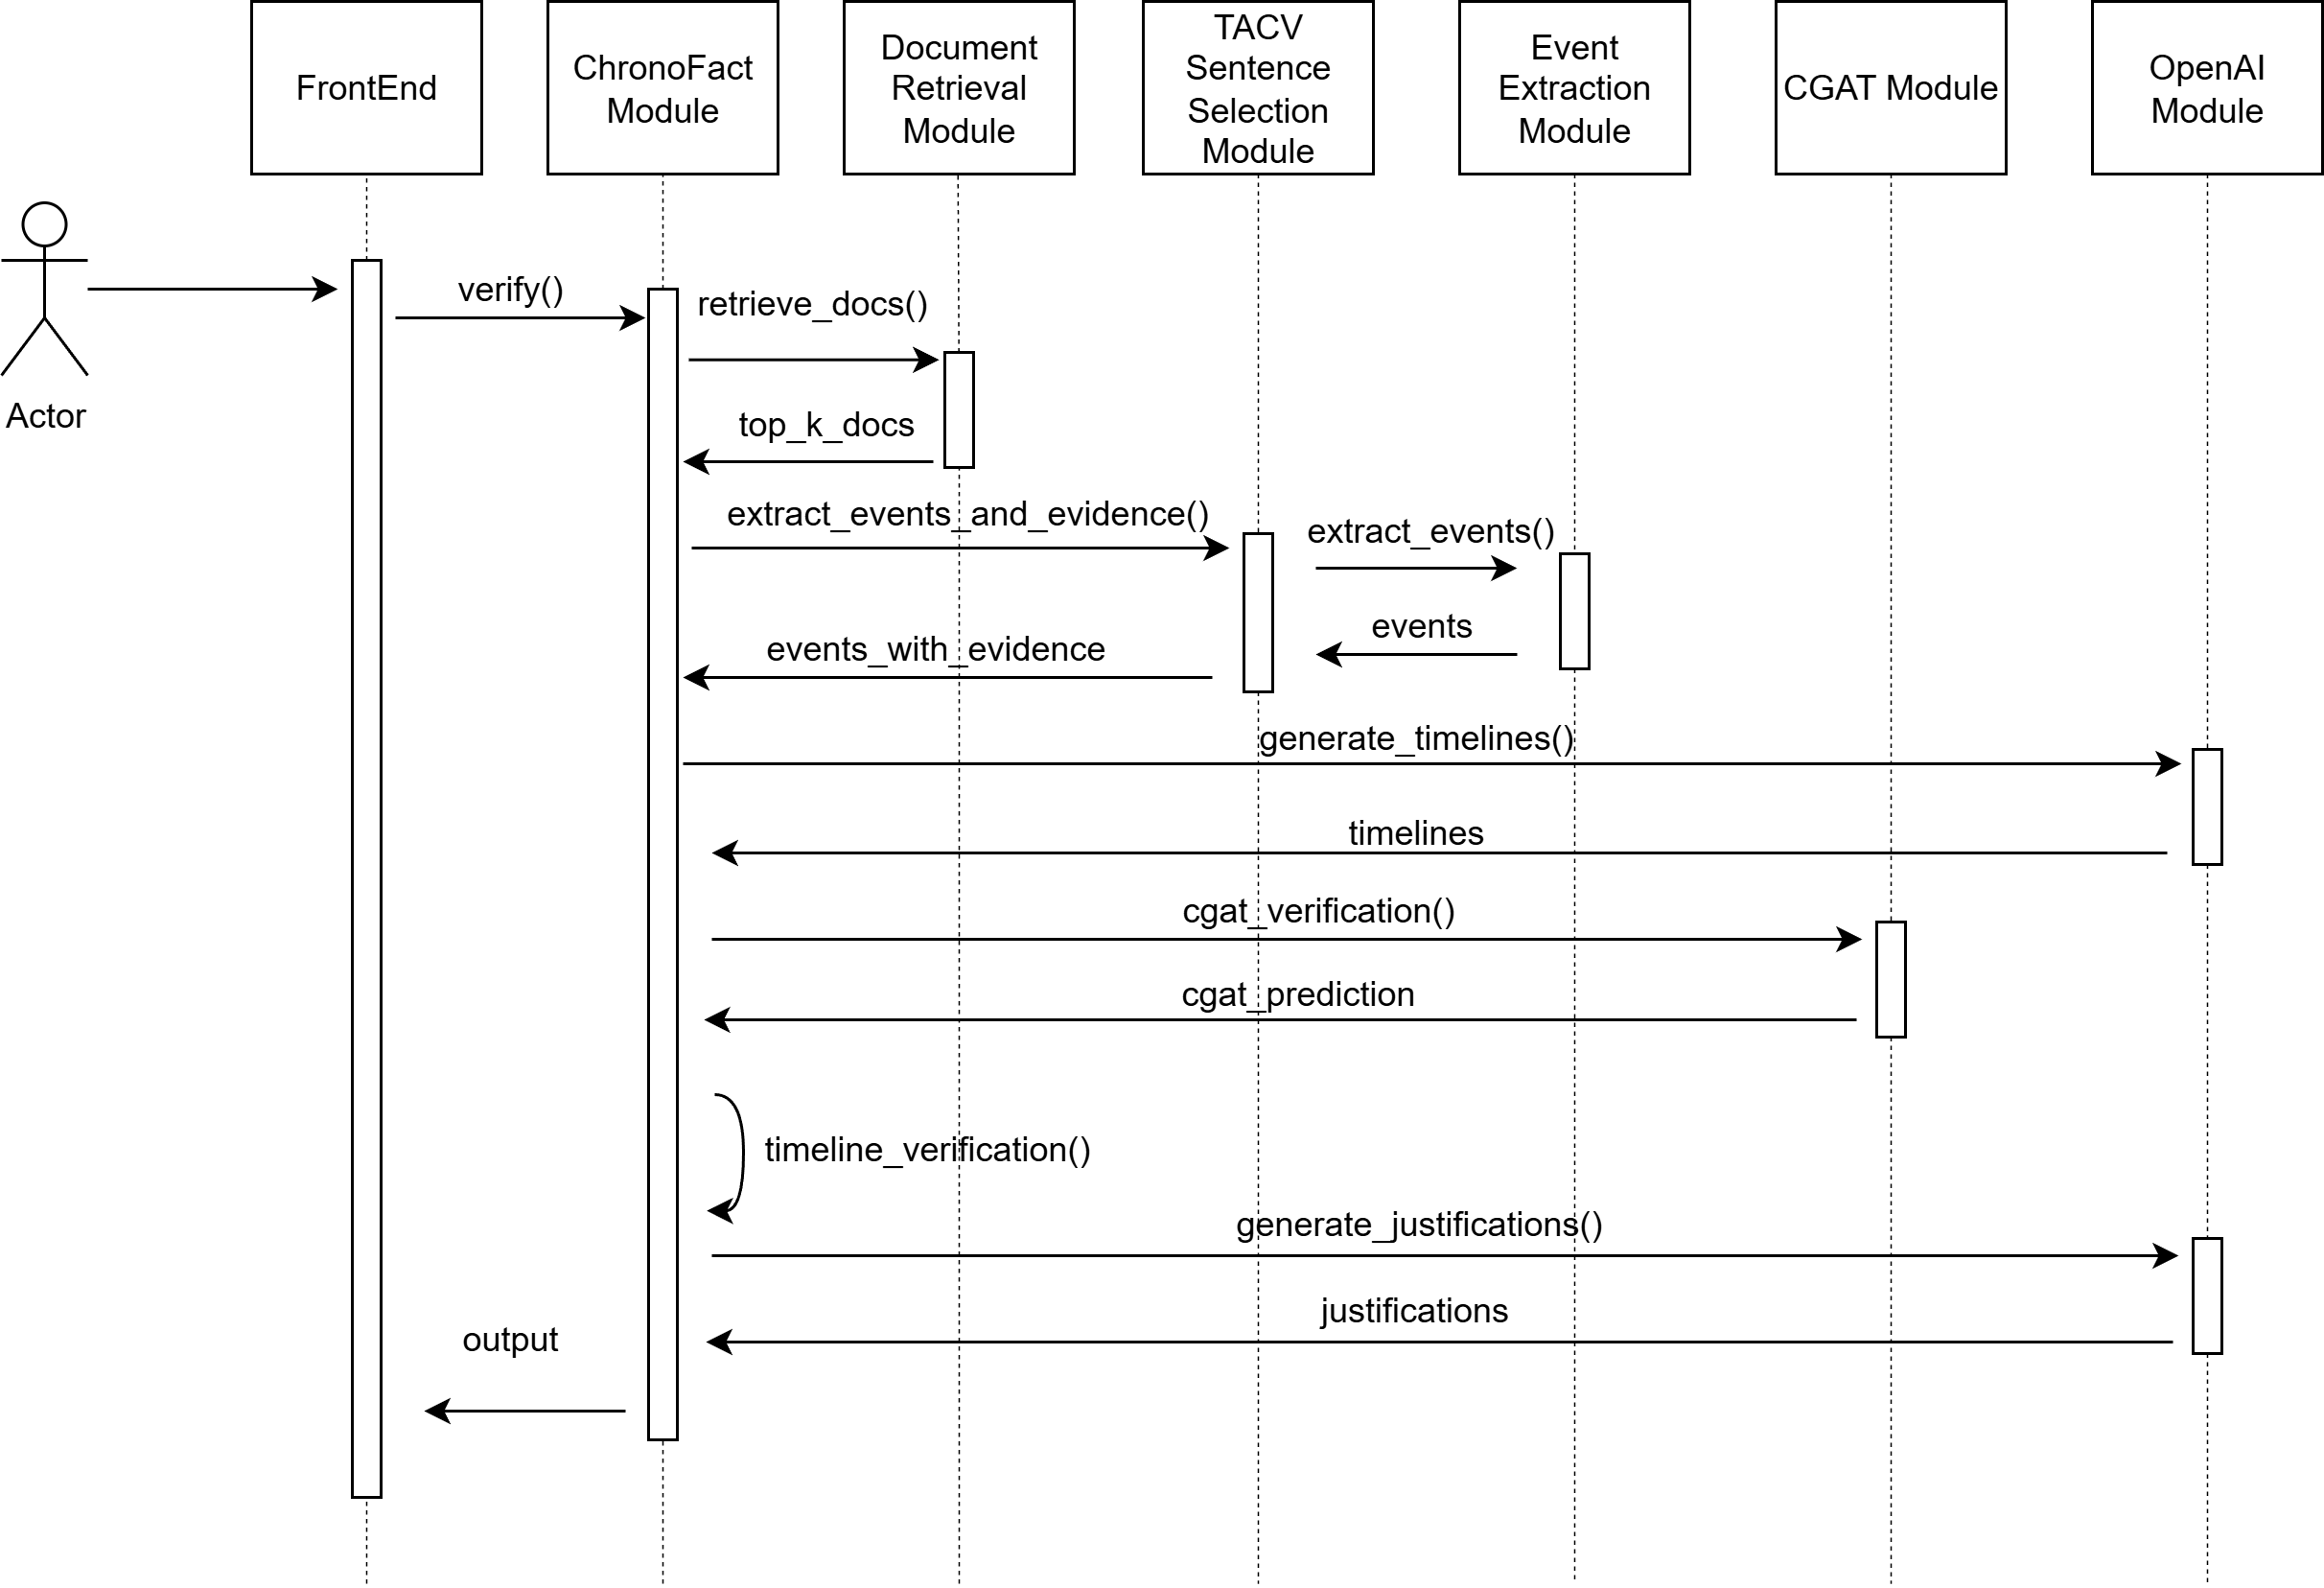 FrontEnd
ChronoFact
Module
Document
Retrieval
Module
TACV
Sentence
Selection
Module
Event
Extraction
Module
CGAT Module
OpenAI
Module
Actor
verify()
retrieve_docs()
top_k_docs
extract_events_and_evidence()
extract_events()
events
events_with_evidence
generate_timelines()
timelines
cgat_verification()
cgat_prediction
timeline_verification()
generate_justifications()
justifications
output